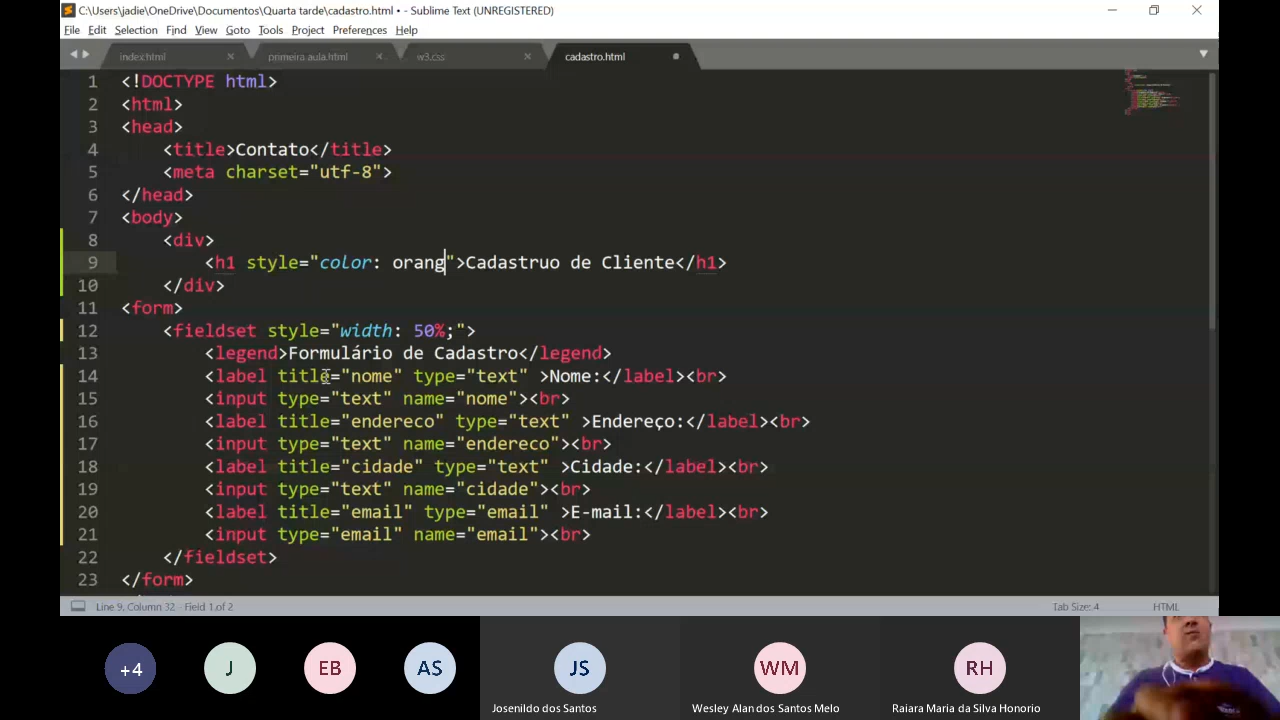 C:\Users\jadie\OneDrive\Documentos\Quarta tarde\cadastro.html • - Sublime Text (UNREGISTERED)
File Edit Selection Find View Goto Tools Project Preferences Help
index.html primeira aula.html w3.css cadastro.html
1 <!DOCTYPE html>
2 <html>
3 <head>
4 <title>Contato</title>
5 <meta charset="utf-8">
6 </head>
7 <body>
8 <div>
9 <h1 style="color: orang">Cadastruo de Cliente</h1>
10 </div>
11 <form>
12 <fieldset style="width: 50%;">
13 <legend>Formulário de Cadastro</legend>
14 <label title="nome" type="text" >Nome:</label><br>
15 <input type="text" name="nome"><br>
16 <label title="endereco" type="text" >Endereço:</label><br>
17 <input type="text" name="endereco"><br>
18 <label title="cidade" type="text" >Cidade:</label><br>
19 <input type="text" name="cidade"><br>
20 <label title="email" type="email" >E-mail:</label><br>
21 <input type="email" name="email"><br>
22 </fieldset>
23 </form>
Line 9, Column 32 - Field 1 of 2 Tab Size: 4 HTML
+4 J EB AS JS WM RH
Josenildo dos Santos Wesley Alan dos Santos Melo Raiara Maria da Silva Honorio